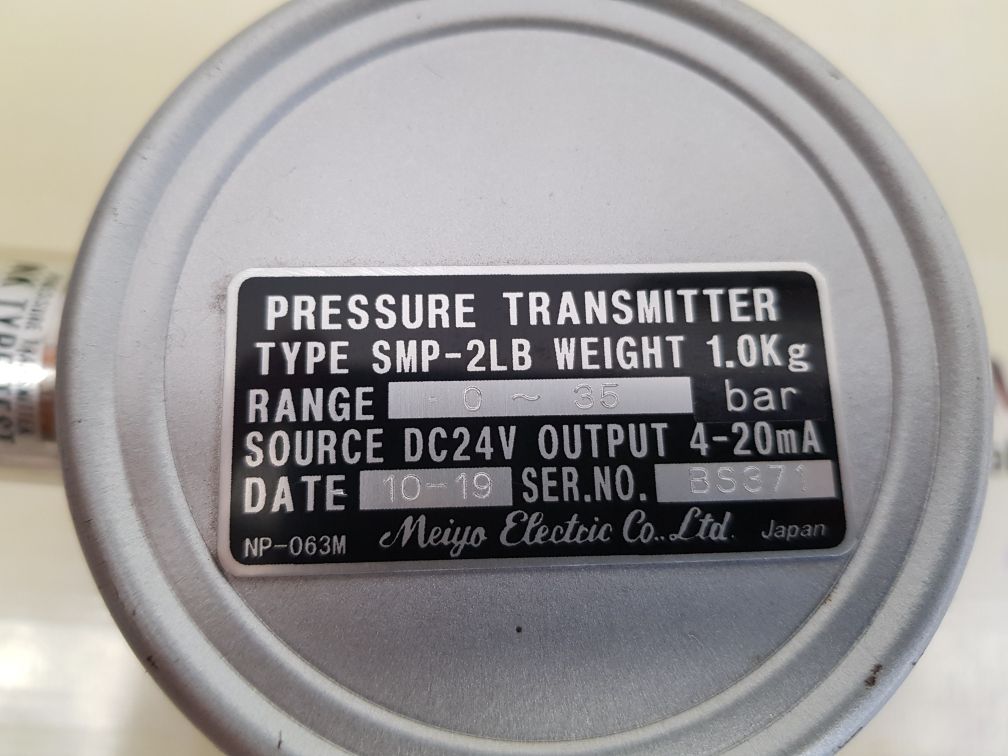 PRESSURE TRANSMITTER
TYPE SMP-2LB WEIGHT 1.0Kg
RANGE 0 ~ 35 bar
SOURCE DC24V OUTPUT 4-20mA
DATE 10-19 SER.NO. BS371
NP-063M Meiyo Electric Co.,Ltd. Japan